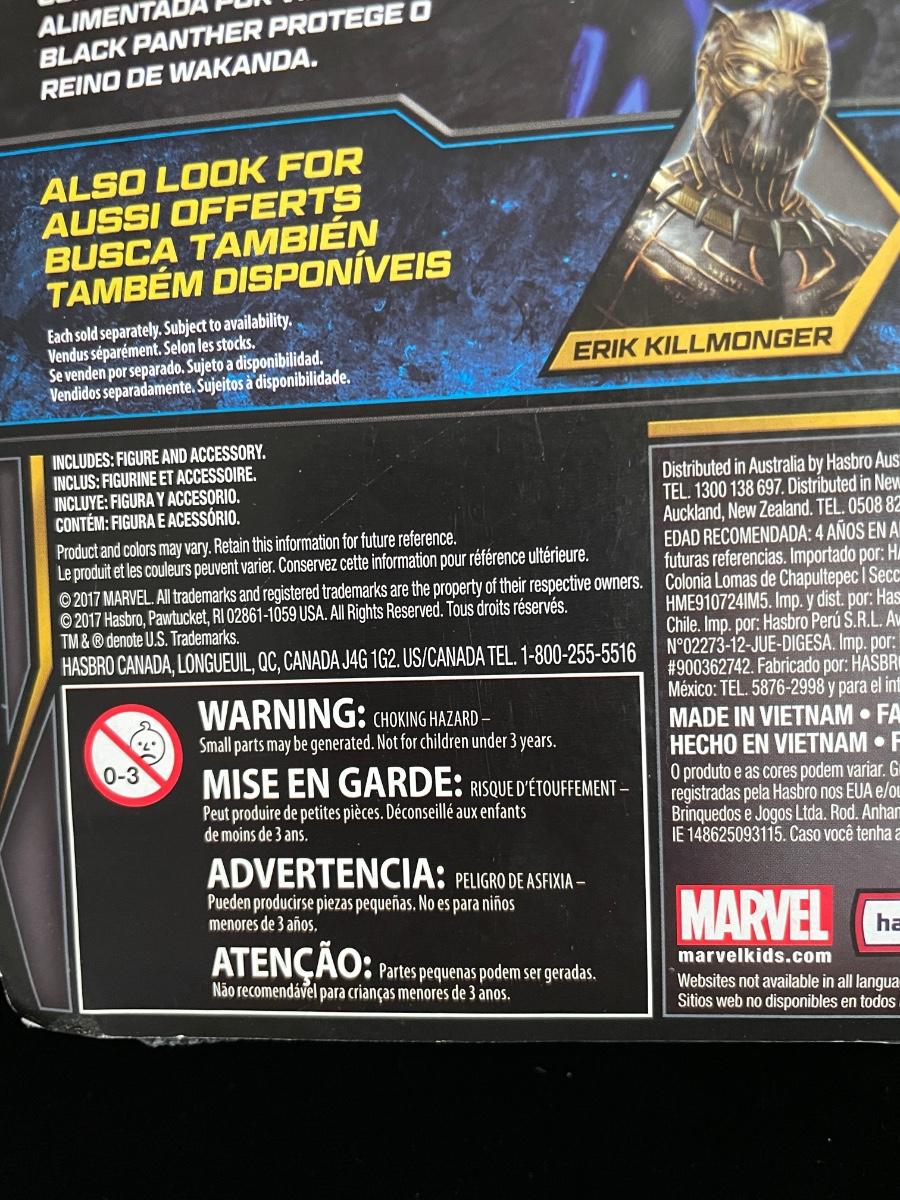 BLACK PANTHER PROTEGE O
REINO DE WAKANDA.
ALSO LOOK FOR
AUSSI OFFERTS
BUSCA TAMBIÉN
TAMBÉM DISPONÍVEIS
Each sold separately. Subject to availability.
Vendus séparément. Selon les stocks.
Se venden por separado. Sujeto a disponibilidad.
Vendidos separadamente. Sujeitos à disponibilidade.
ERIK KILLMONGER
INCLUDES: FIGURE AND ACCESSORY.
INCLUS: FIGURINE ET ACCESSOIRE.
INCLUYE: FIGURA Y ACCESORIO.
CONTÉM: FIGURA E ACESSÓRIO.
Product and colors may vary. Retain this information for future reference.
Le produit et les couleurs peuvent varier. Conservez cette information pour référence ultérieure.
© 2017 MARVEL. All trademarks and registered trademarks are the property of their respective owners.
© 2017 Hasbro, Pawtucket, RI 02861-1059 USA. All Rights Reserved. Tous droits réservés.
TM & ® denote U.S. Trademarks.
HASBRO CANADA, LONGUEUIL, QC, CANADA J4G 1G2. US/CANADA TEL. 1-800-255-5516
0-3
WARNING: CHOKING HAZARD –
Small parts may be generated. Not for children under 3 years.
MISE EN GARDE: RISQUE D'ÉTOUFFEMENT –
Peut produire de petites pièces. Déconseillé aux enfants
de moins de 3 ans.
ADVERTENCIA: PELIGRO DE ASFIXIA –
Pueden producirse piezas pequeñas. No es para niños
menores de 3 años.
ATENÇÃO: Partes pequenas podem ser geradas.
Não recomendável para crianças menores de 3 anos.
Distributed in Australia by Hasbro
TEL. 1300 138 697. Distributed in
Auckland, New Zealand. TEL. 0508
EDAD RECOMENDADA: 4 AÑOS EN
futuras referencias. Importado por:
Colonia Lomas de Chapultepec I
HME910724IM5. Imp. y dist. por:
Chile. Imp. por: Hasbro Perú S.R.L.
N°02273-12-JUE-DIGESA. Imp. por:
#900362742. Fabricado por:
México: TEL. 5876-2998 y para el
MADE IN VIETNAM •
HECHO EN VIETNAM •
O produto e as cores podem variar.
registradas pela Hasbro nos EUA
Brinquedos e Jogos Ltda. Rod.
IE 148625093115. Caso você tenha
MARVEL
marvelkids.com
Websites not available in all
Sitios web no disponibles en todos